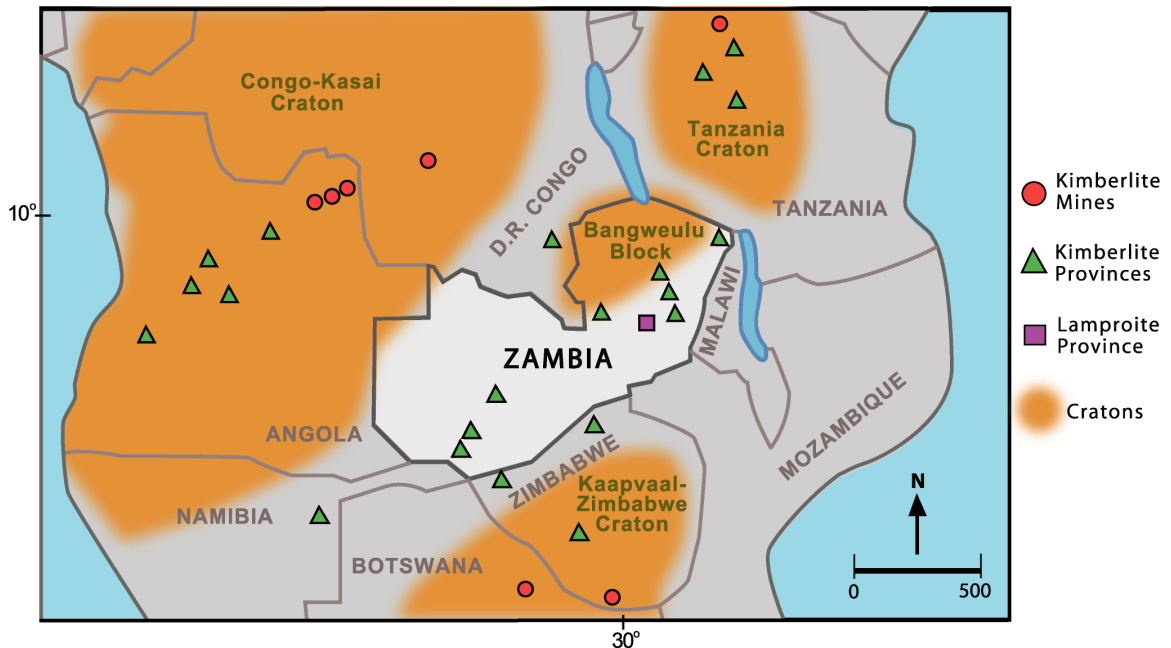 Congo-Kasai
Craton
Tanzania
Craton
D.R. CONGO
TANZANIA
10°
Bangweulu
Block
MALAWI
ZAMBIA
ANGOLA
MOZAMBIQUE
ZIMBABWE
NAMIBIA
Kaapvaal-
Zimbabwe
Craton
BOTSWANA
N
0
500
30°
Kimberlite
Mines
Kimberlite
Provinces
Lamproite
Province
Cratons